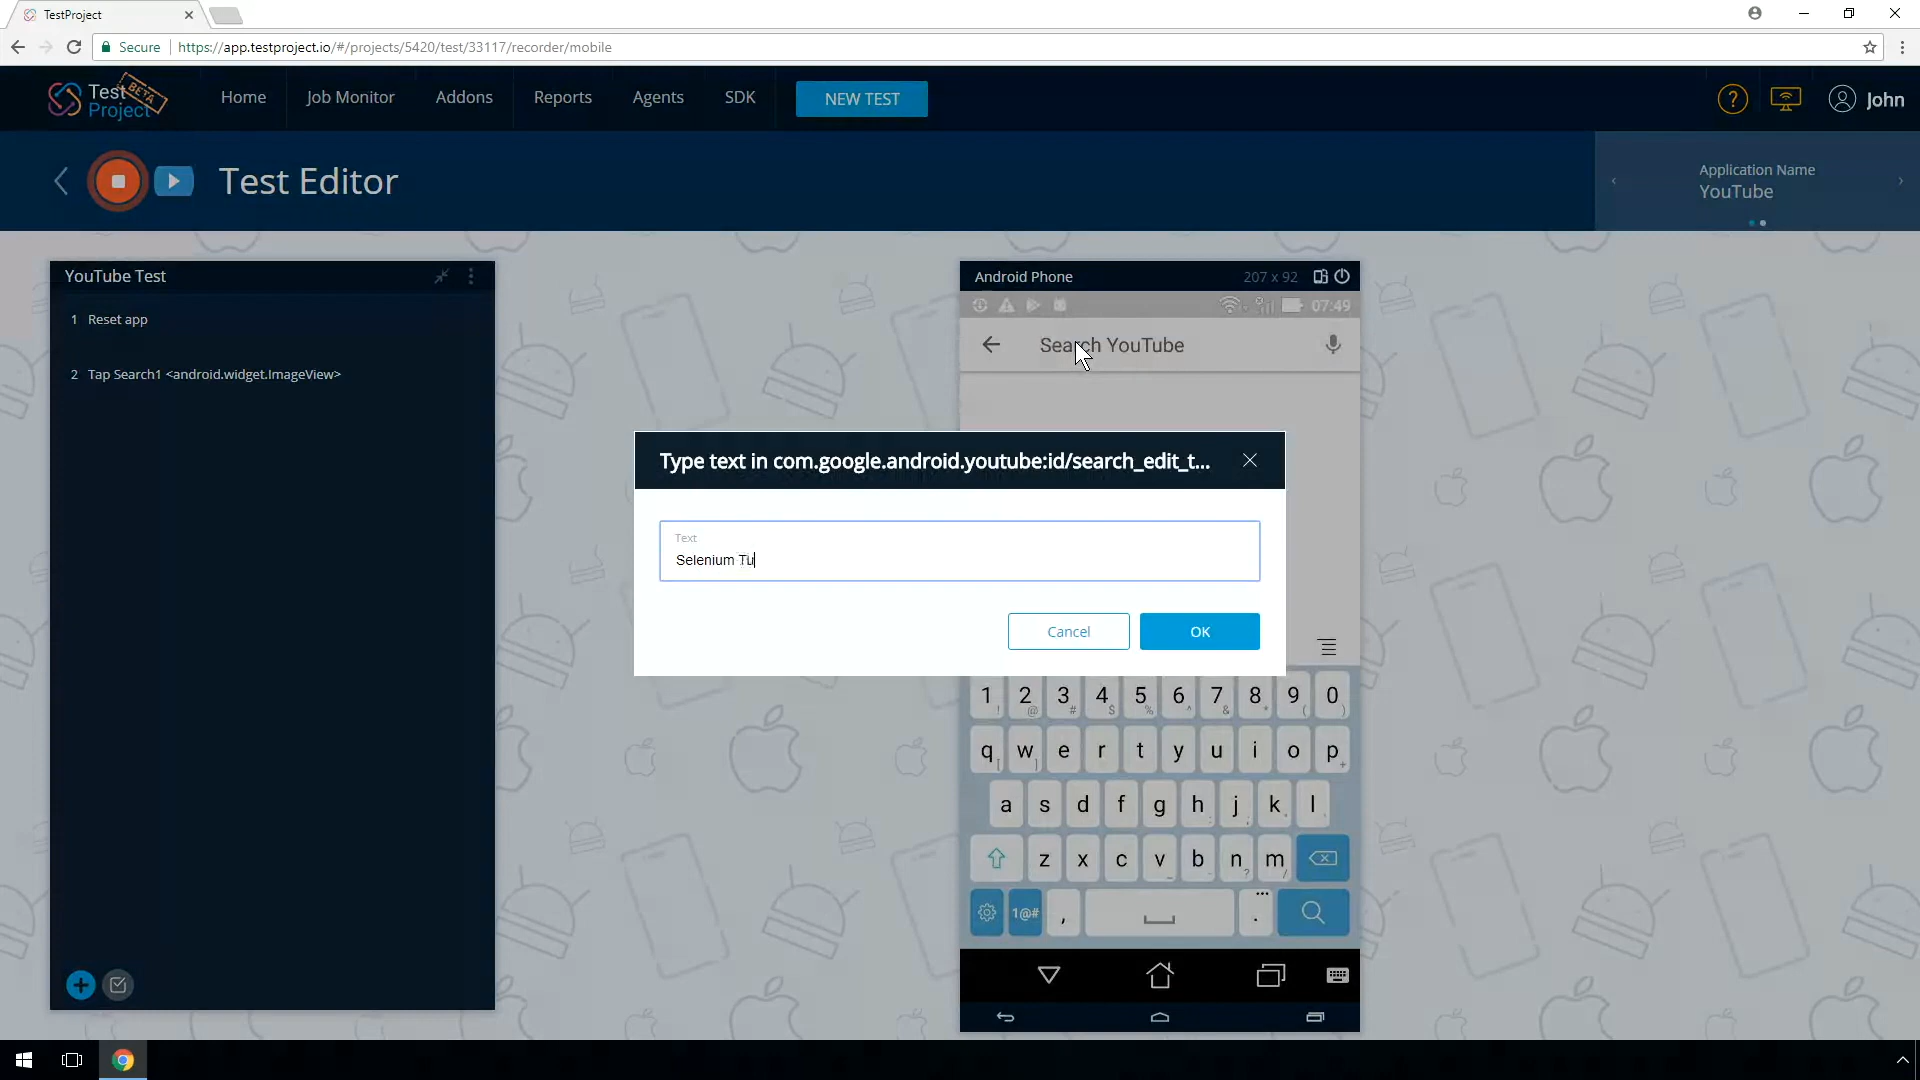 TestProject
Secure
https://app.testproject.io/#/projects/5420/test/33117/recorder/mobile
Test Project BETA
Home
Job Monitor
Addons
Reports
Agents
SDK
NEW TEST
?
John
Test Editor
Application Name
YouTube
YouTube Test
1 Reset app
2 Tap Search1 <android.widget.ImageView>
Android Phone
207 x 92
07:49
Search YouTube
Type text in com.google.android.youtube:id/search_edit_t...
Text
Selenium Tu
Cancel
OK
1 2 3 4 5 6 7 8 9 0
q w e r t y u i o p
a s d f g h j k l
z x c v b n m
1@# , .